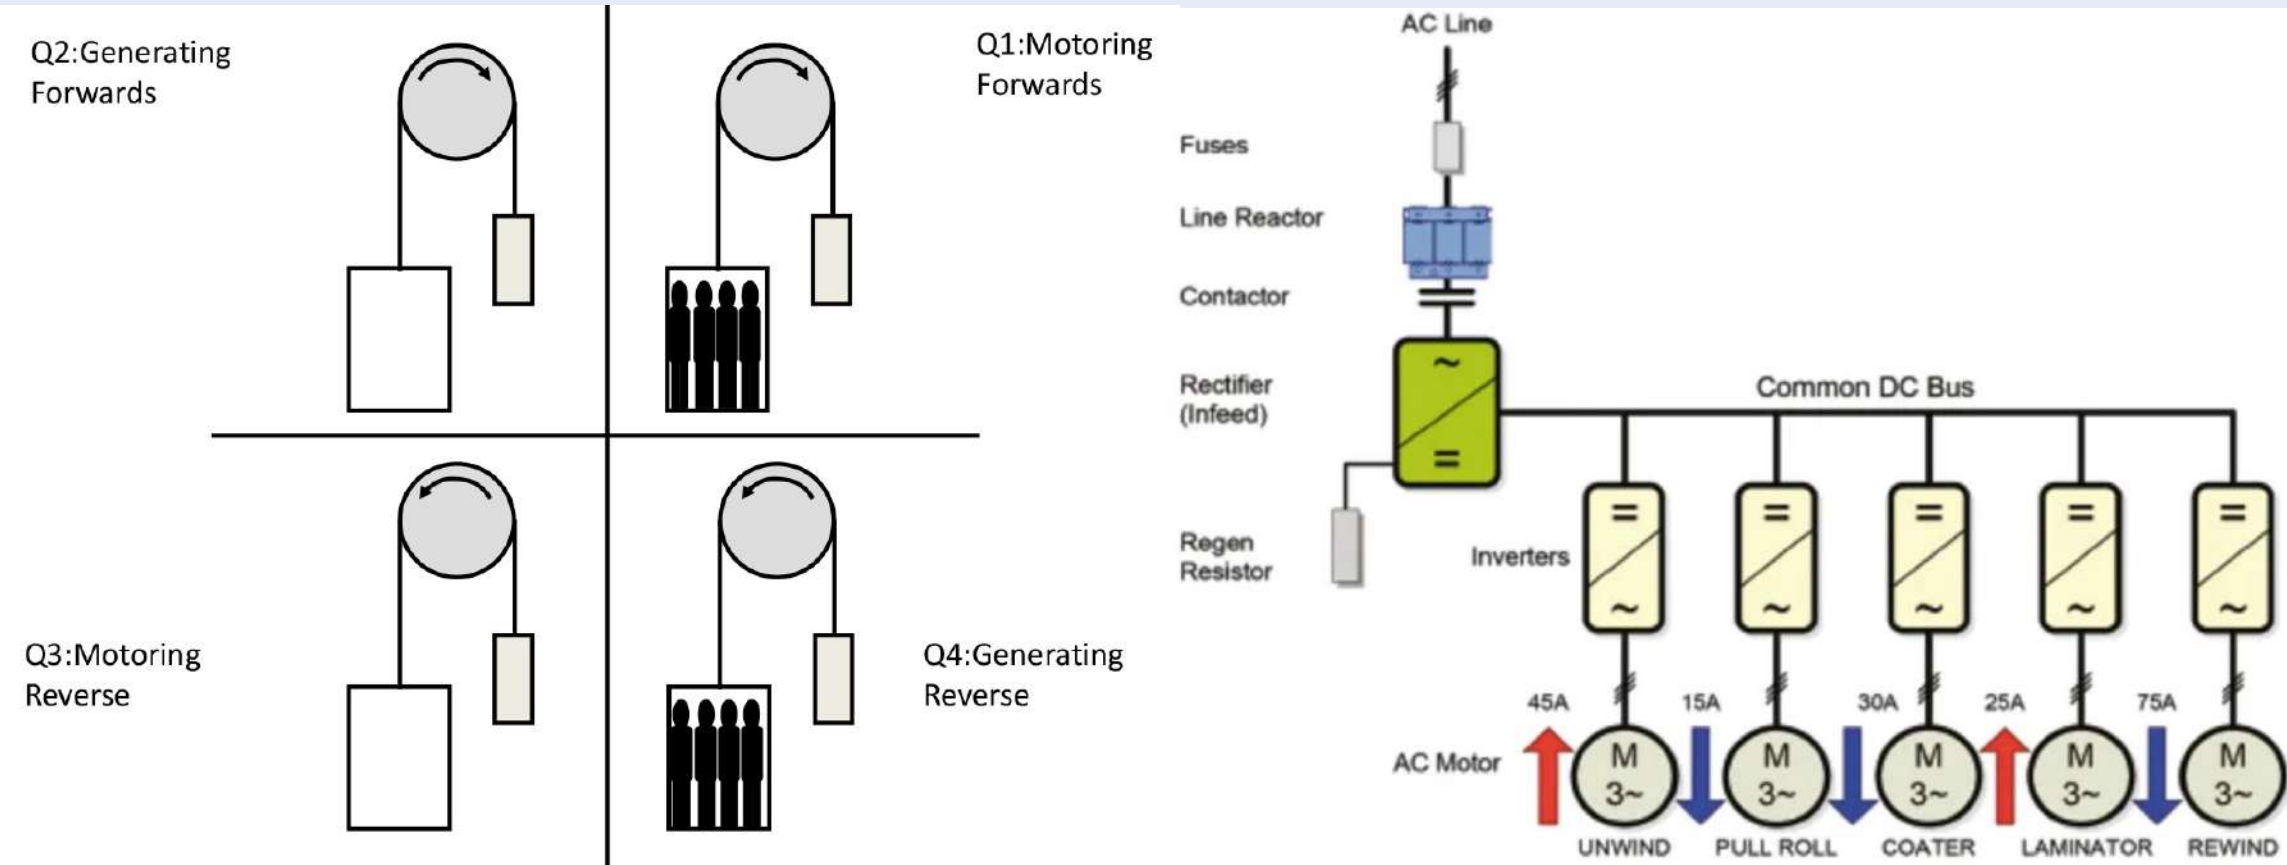 Q2:Generating
Forwards
Q1:Motoring
Forwards
Q3:Motoring
Reverse
Q4:Generating
Reverse
AC Line
Fuses
Line Reactor
Contactor
Rectifier
(Infeed)
~
=
Common DC Bus
Regen
Resistor
Inverters
= = = = =
~ ~ ~ ~ ~
45A 15A 30A 25A 75A
AC Motor
M M M M M
3~ 3~ 3~ 3~ 3~
UNWIND PULL ROLL COATER LAMINATOR REWIND